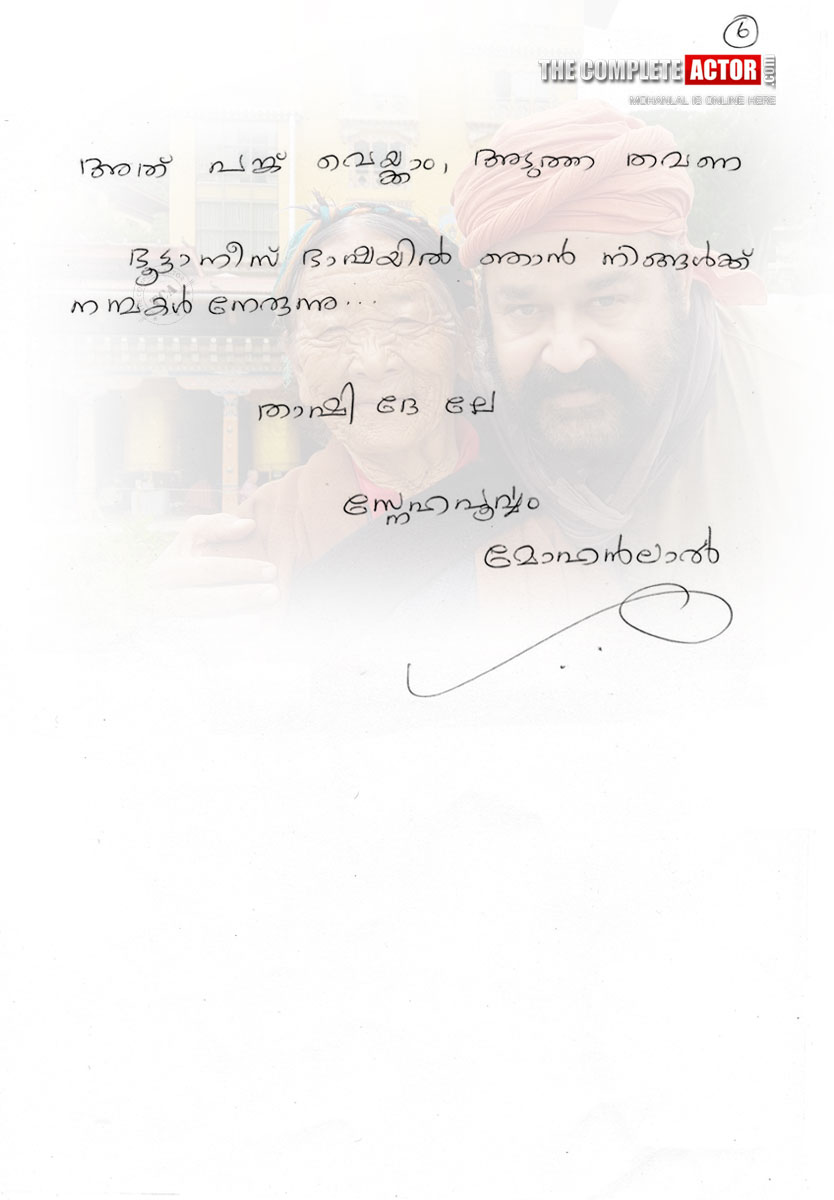 6
THE COMPLETE ACTOR .COM
MOHANLAL IS ONLINE HERE
അത് പങ്ക് വെയ്ക്കാം, അടുത്ത തവണ
ഭൂട്ടാനീസ് ഭാഷയിൽ ഞാൻ നിങ്ങൾക്ക്
നന്മകൾ നേരുന്നു...
താഷി ദേ ലേ
സ്നേഹപൂർവ്വം
മോഹൻലാൽ